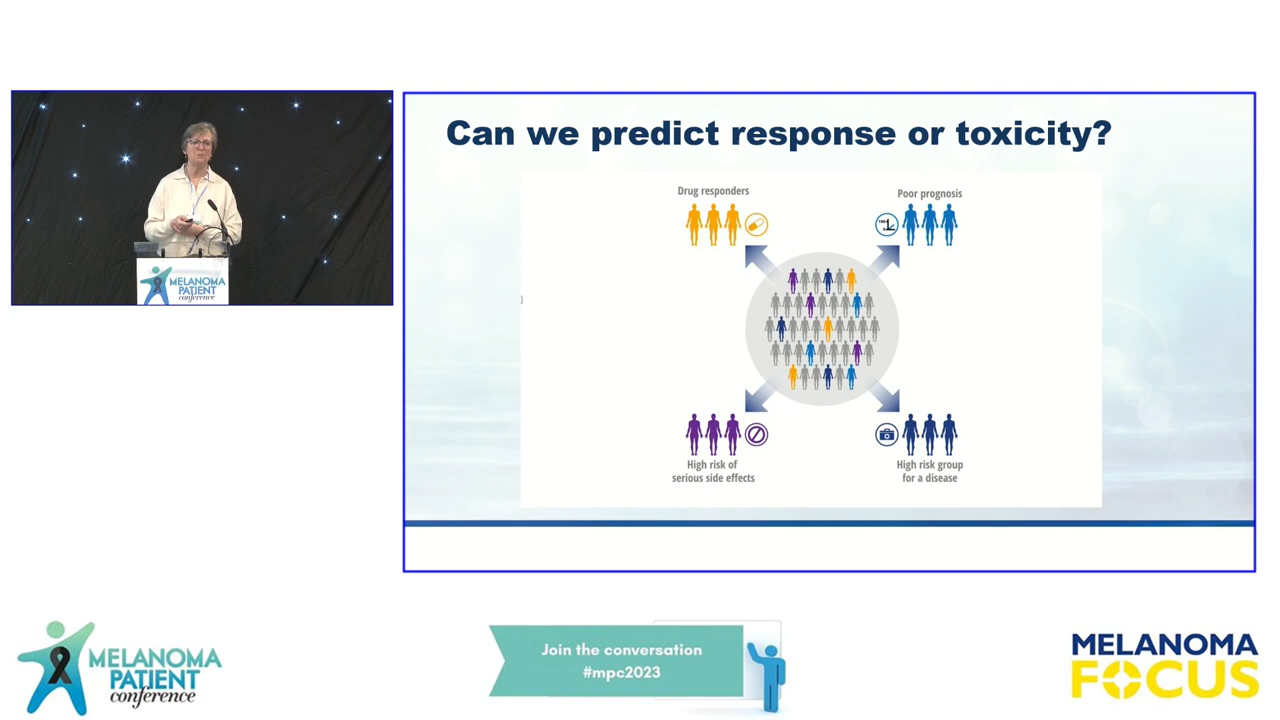 Can we predict response or toxicity?
Drug responders
Poor prognosis
High risk of
serious side effects
High risk group
for a disease
MELANOMA
PATIENT
conference
MELANOMA
PATIENT
conference
Join the conversation
#mpc2023
MELANOMA
FOCUS